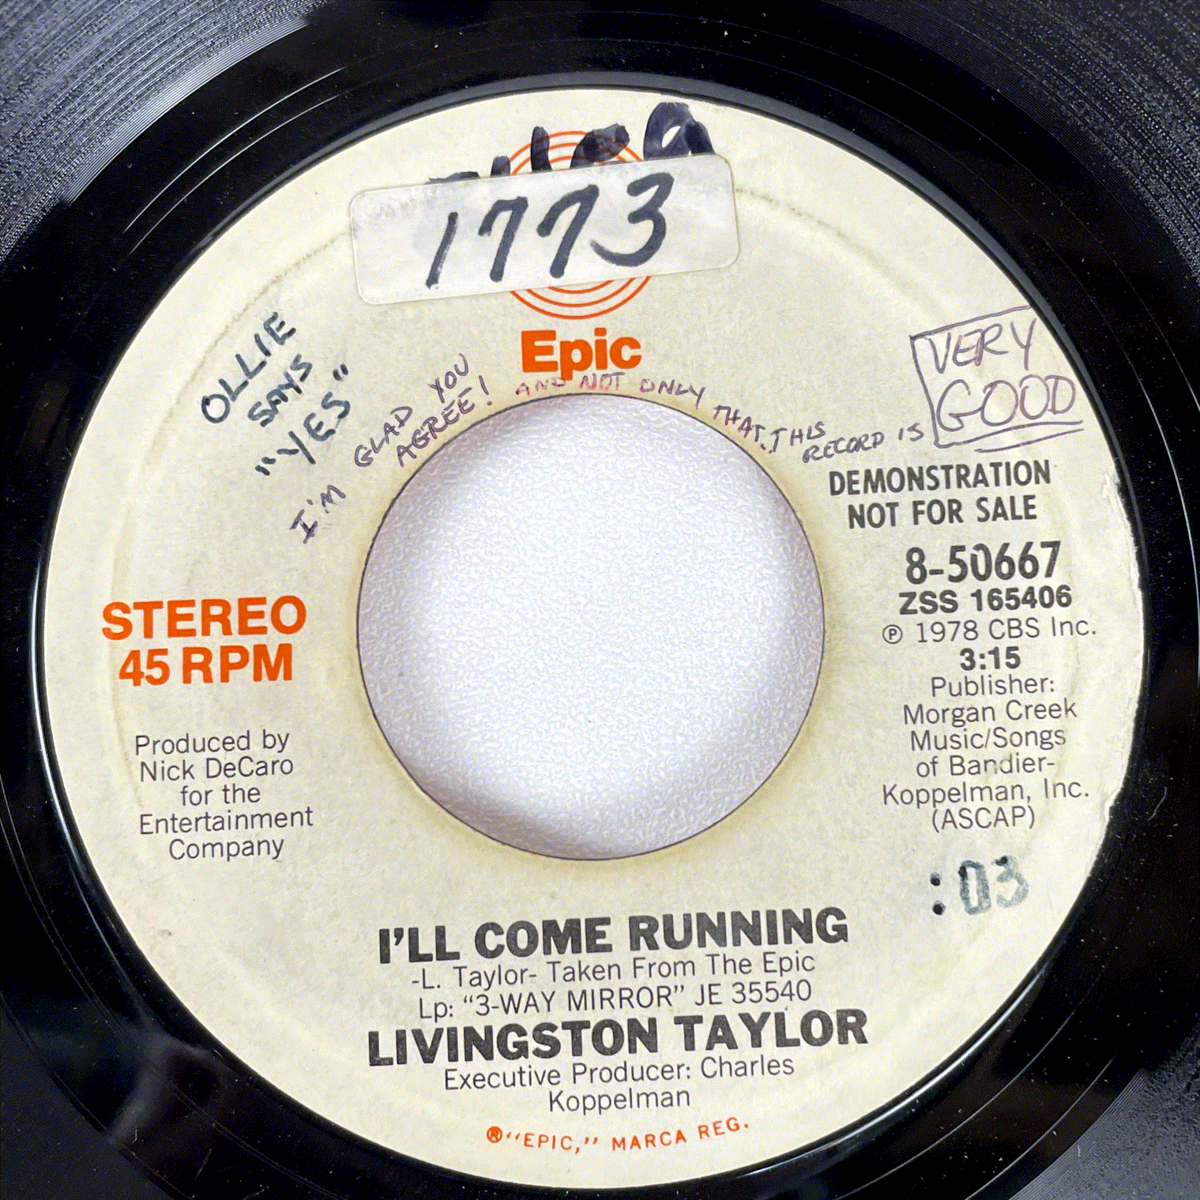 1773
Epic
OLLIE
SAYS
"YES"
I'M GLAD YOU
AGREE! AND NOT ONLY THAT. THIS
RECORD IS
VERY
GOOD
DEMONSTRATION
NOT FOR SALE
8-50667
ZSS 165406
Ⓟ 1978 CBS Inc.
3:15
Publisher:
Morgan Creek
Music/Songs
of Bandier-
Koppelman, Inc.
(ASCAP)
:03
STEREO
45 RPM
Produced by
Nick DeCaro
for the
Entertainment
Company
I'LL COME RUNNING
-L. Taylor- Taken From The Epic
Lp: “3-WAY MIRROR” JE 35540
LIVINGSTON TAYLOR
Executive Producer: Charles
Koppelman
®“EPIC,” MARCA REG.